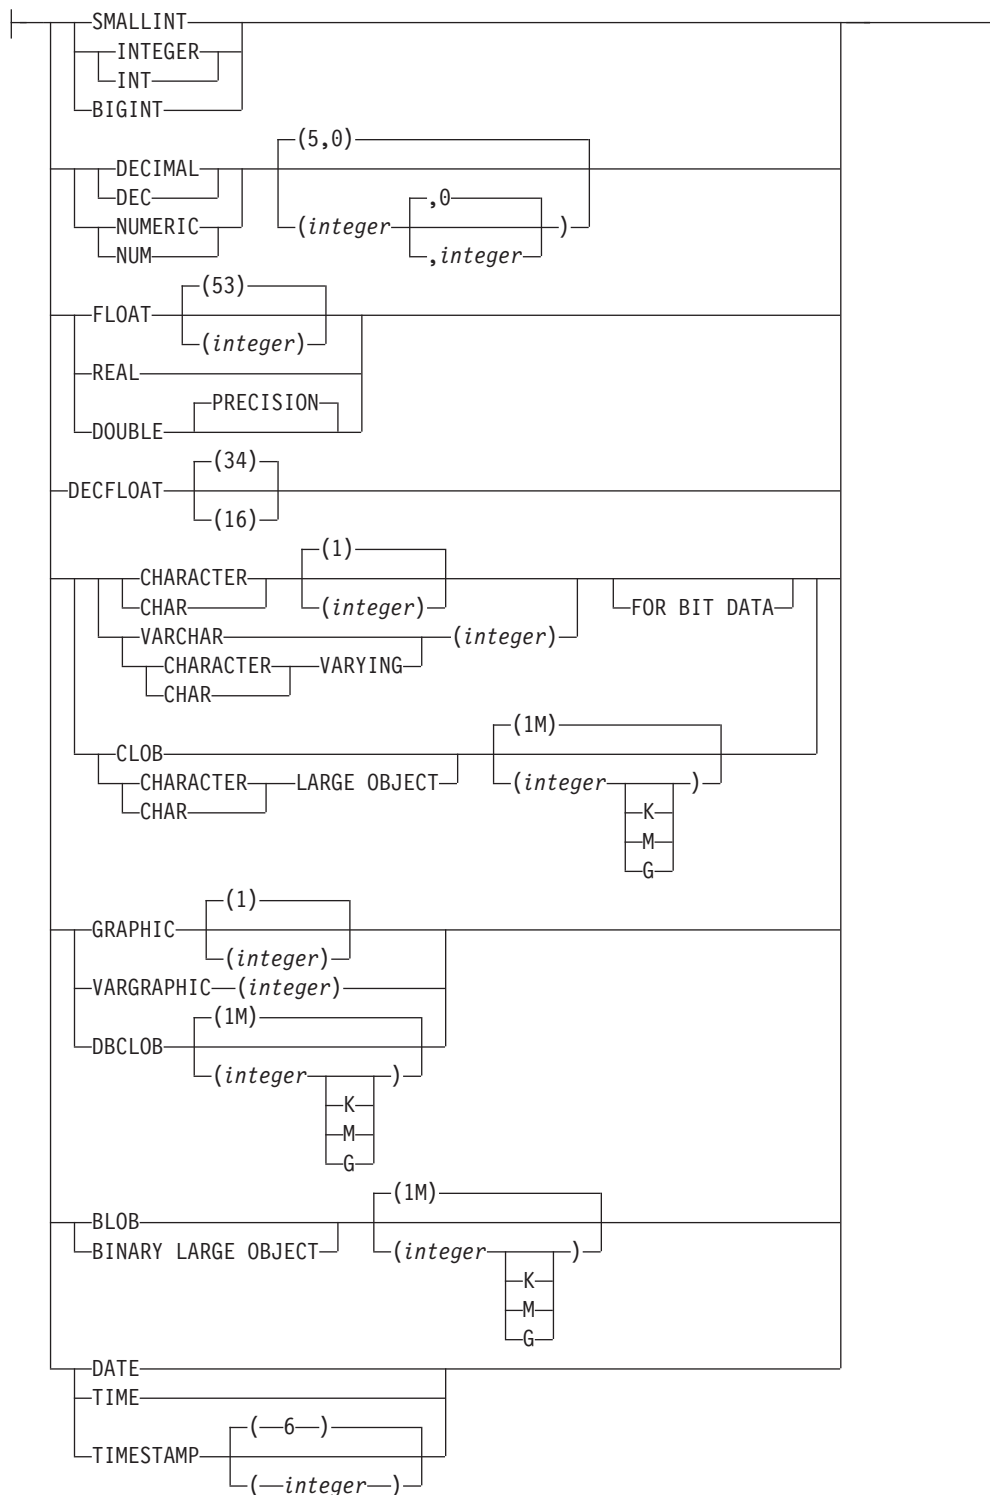 SMALLINT
INTEGER
INT
BIGINT
(5,0)
DECIMAL
DEC
,0
NUMERIC
(integer )
NUM
,integer
(53)
FLOAT
(integer)
REAL
PRECISION
DOUBLE
(34)
DECFLOAT
(16)
(1)
CHARACTER
CHAR
(integer)
FOR BIT DATA
VARCHAR
(integer)
CHARACTER VARYING
CHAR
(1M)
CLOB
CHARACTER LARGE OBJECT
(integer )
CHAR
K
M
G
(1)
GRAPHIC
(integer)
VARGRAPHIC (integer)
(1M)
DBCLOB
(integer )
K
M
G
(1M)
BLOB
BINARY LARGE OBJECT
(integer )
K
M
G
DATE
TIME
( 6 )
TIMESTAMP
( integer )